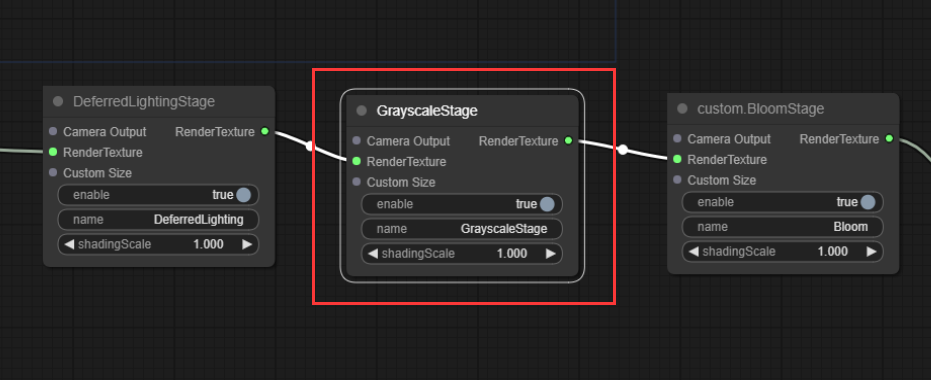 DeferredLightingStage
Camera Output RenderTexture
RenderTexture
Custom Size
enable true
name DeferredLighting
shadingScale 1.000
GrayscaleStage
Camera Output RenderTexture
RenderTexture
Custom Size
enable true
name GrayscaleStage
shadingScale 1.000
custom.BloomStage
Camera Output RenderTexture
RenderTexture
Custom Size
enable true
name Bloom
shadingScale 1.000